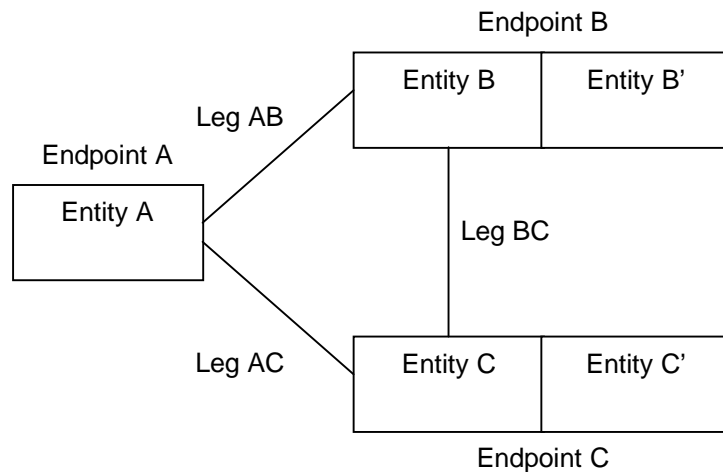 Endpoint B
Entity B
Entity B’
Leg AB
Endpoint A
Entity A
Leg BC
Leg AC
Entity C
Entity C’
Endpoint C